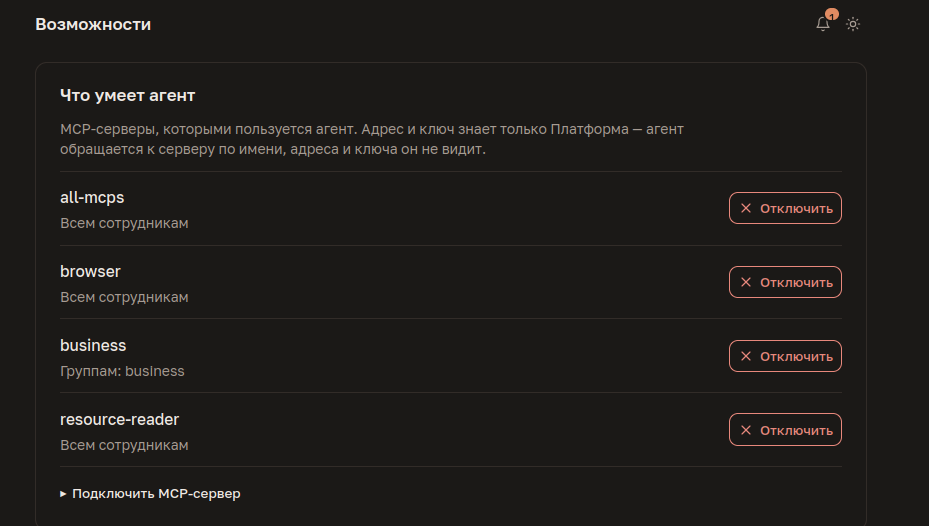 Возможности
1
Что умеет агент
MCP-серверы, которыми пользуется агент. Адрес и ключ знает только Платформа — агент
обращается к серверу по имени, адреса и ключа он не видит.
all-mcps
Всем сотрудникам
Отключить
browser
Всем сотрудникам
Отключить
business
Группам: business
Отключить
resource-reader
Всем сотрудникам
Отключить
Подключить MCP-сервер